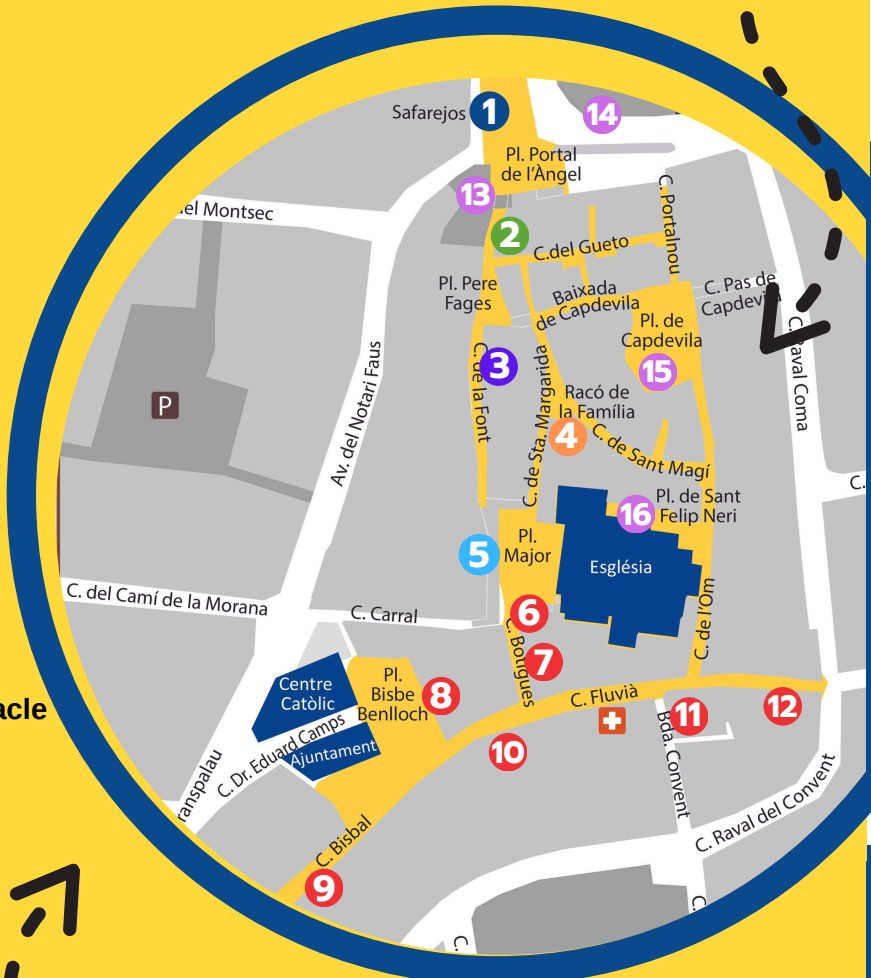 Safarejos
1
14
Pl. Portal
de l'Àngel
13
el Montsec
2
C. Portalnou
C.del Gueto
Pl. Pere
Fages
Baixada
de Capdevila
C. Pas de
Capdevila
Pl. de
Capdevila
15
C. Raval Coma
Av. del Notari Faus
C. de la Font
3
C. de Sta. Margarida
Racó de
la Família
4
C. de Sant Magí
P
C.
16
Pl. de Sant
Felip Neri
5
Pl.
Major
Església
C. del Camí de la Morana
C. Carral
6
C. Botigues
7
C. de l'Om
Centre
Catòlic
Pl.
Bisbe
Benlloch
8
C. Fluvià
11
12
acle
Bda. Convent
C. Dr. Eduard Camps
Ajuntament
10
ranspalau
C. Raval del Convent
C. Bisbal
9
C.
C.